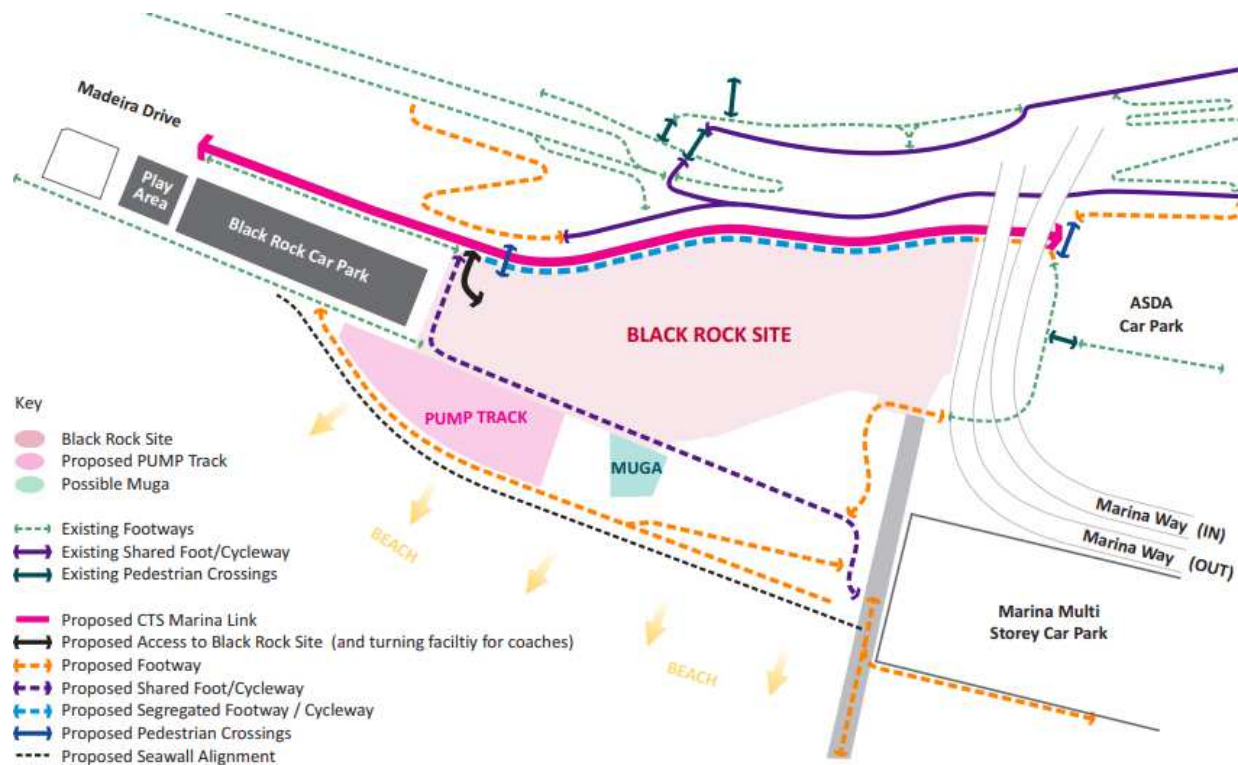 Madeira Drive
Play
Area
Black Rock Car Park
BLACK ROCK SITE
ASDA
Car Park
PUMP TRACK
MUGA
BEACH
BEACH
Marina Way (IN)
Marina Way (OUT)
Marina Multi
Storey Car Park
Key
Black Rock Site
Proposed PUMP Track
Possible Muga
Existing Footways
Existing Shared Foot/Cycleway
Existing Pedestrian Crossings
Proposed CTS Marina Link
Proposed Access to Black Rock Site (and turning faciltiy for coaches)
Proposed Footway
Proposed Shared Foot/Cycleway
Proposed Segregated Footway / Cycleway
Proposed Pedestrian Crossings
Proposed Seawall Alignment